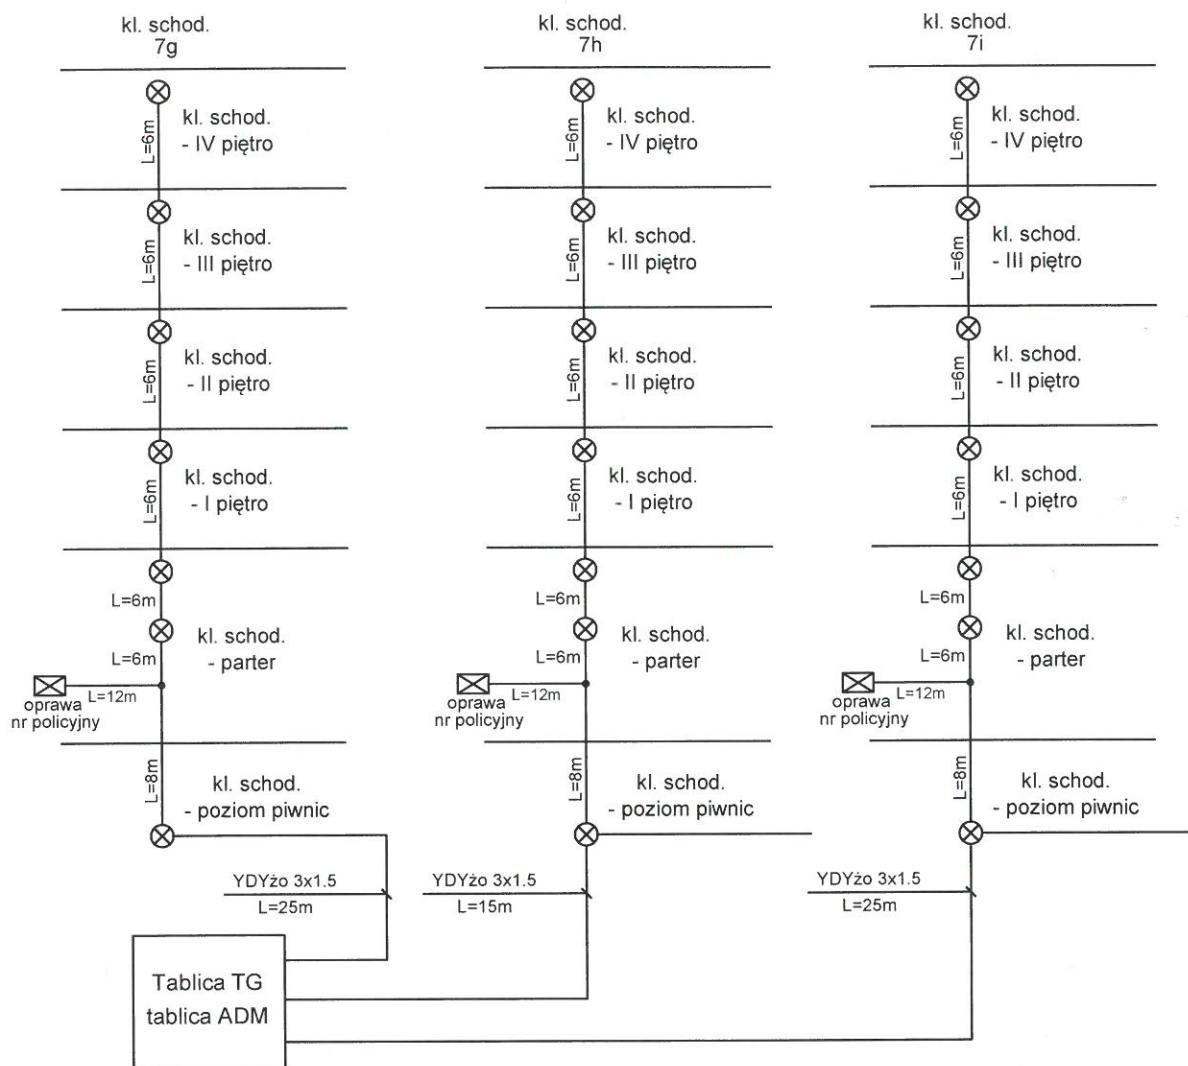 kl. schod.
7g
kl. schod.
7h
kl. schod.
7i
L=6m
kl. schod.
- IV piętro
L=6m
kl. schod.
- IV piętro
L=6m
kl. schod.
- IV piętro
L=6m
kl. schod.
- III piętro
L=6m
kl. schod.
- III piętro
L=6m
kl. schod.
- III piętro
L=6m
kl. schod.
- II piętro
L=6m
kl. schod.
- II piętro
L=6m
kl. schod.
- II piętro
L=6m
kl. schod.
- I piętro
L=6m
kl. schod.
- I piętro
L=6m
kl. schod.
- I piętro
L=6m
L=6m
kl. schod.
- parter
L=12m
oprawa
nr policyjny
L=6m
L=6m
kl. schod.
- parter
L=12m
oprawa
nr policyjny
L=6m
L=6m
kl. schod.
- parter
L=12m
oprawa
nr policyjny
L=8m
kl. schod.
- poziom piwnic
L=8m
kl. schod.
- poziom piwnic
L=8m
kl. schod.
- poziom piwnic
YDYżo 3x1.5
L=25m
YDYżo 3x1.5
L=15m
YDYżo 3x1.5
L=25m
Tablica TG
tablica ADM